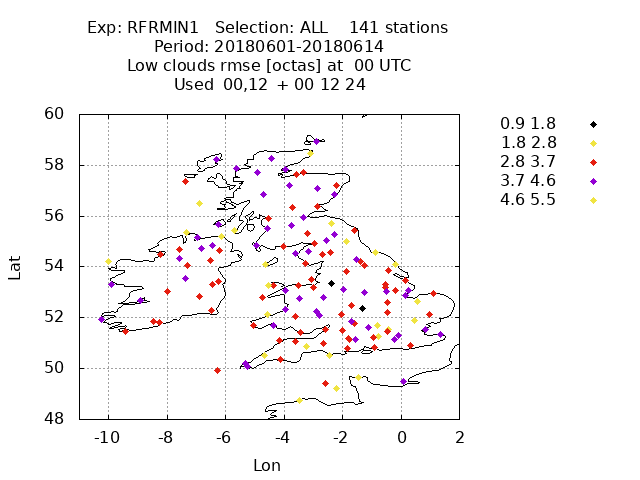 Exp: RFRMIN1 Selection: ALL 141 stations
Period: 20180601-20180614
Low clouds rmse [octas] at 00 UTC
Used 00,12 + 00 12 24
60
58
56
54
52
50
48
Lat
-10 -8 -6 -4 -2 0 2
Lon
0.9 1.8
1.8 2.8
2.8 3.7
3.7 4.6
4.6 5.5